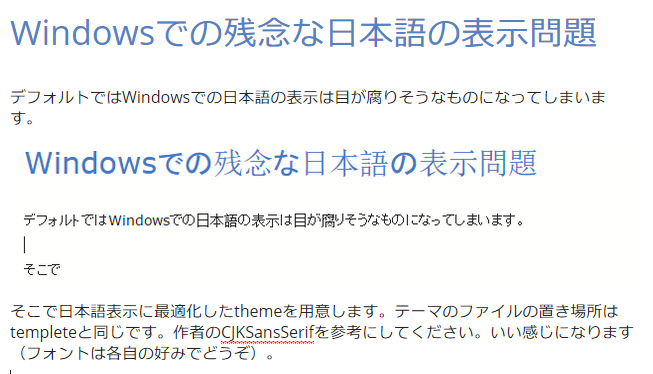 Windowsでの残念な日本語の表示問題
デフォルトではWindowsでの日本語の表示は目が腐りそうなものになってしまいま
す。
Windowsでの残念な日本語の表示問題
デフォルトではWindowsでの日本語の表示は目が腐りそうなものになってしまいます。
そこで
そこで日本語表示に最適化したthemeを用意します。テーマのファイルの置き場所は
templeteと同じです。作者のCJKSansSerifを参考にしてください。いい感じになります
（フォントは各自の好みでどうぞ）。